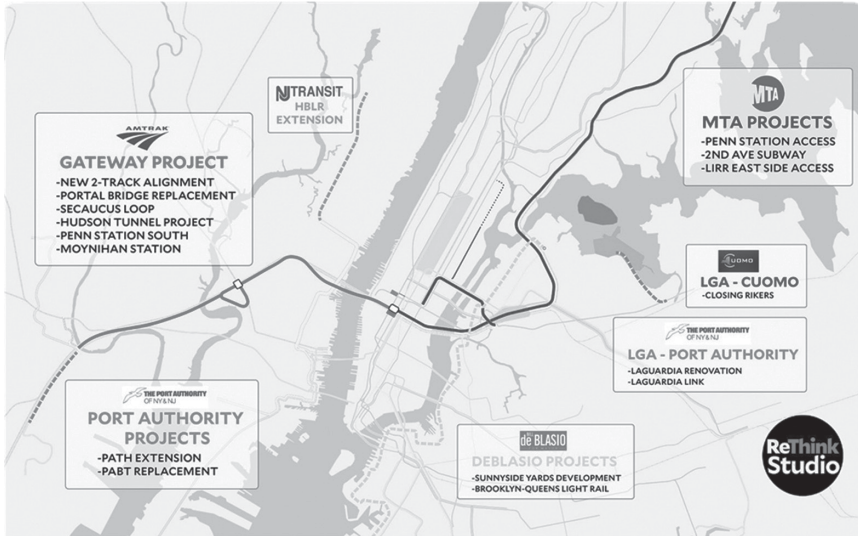 AMTRAK
GATEWAY PROJECT
-NEW 2-TRACK ALIGNMENT
-PORTAL BRIDGE REPLACEMENT
-SECAUCUS LOOP
-HUDSON TUNNEL PROJECT
-PENN STATION SOUTH
-MOYNIHAN STATION
NJTRANSIT
HBLR
EXTENSION
MTA
MTA PROJECTS
-PENN STATION ACCESS
-2ND AVE SUBWAY
-LIRR EAST SIDE ACCESS
CUOMO
LGA - CUOMO
-CLOSING RIKERS
THE PORT AUTHORITY
OF NY & NJ
LGA - PORT AUTHORITY
-LAGUARDIA RENOVATION
-LAGUARDIA LINK
THE PORT AUTHORITY
OF NY & NJ
PORT AUTHORITY
PROJECTS
-PATH EXTENSION
-PABT REPLACEMENT
de BLASIO
DEBLASIO PROJECTS
-SUNNYSIDE YARDS DEVELOPMENT
-BROOKLYN-QUEENS LIGHT RAIL
ReThink
Studio